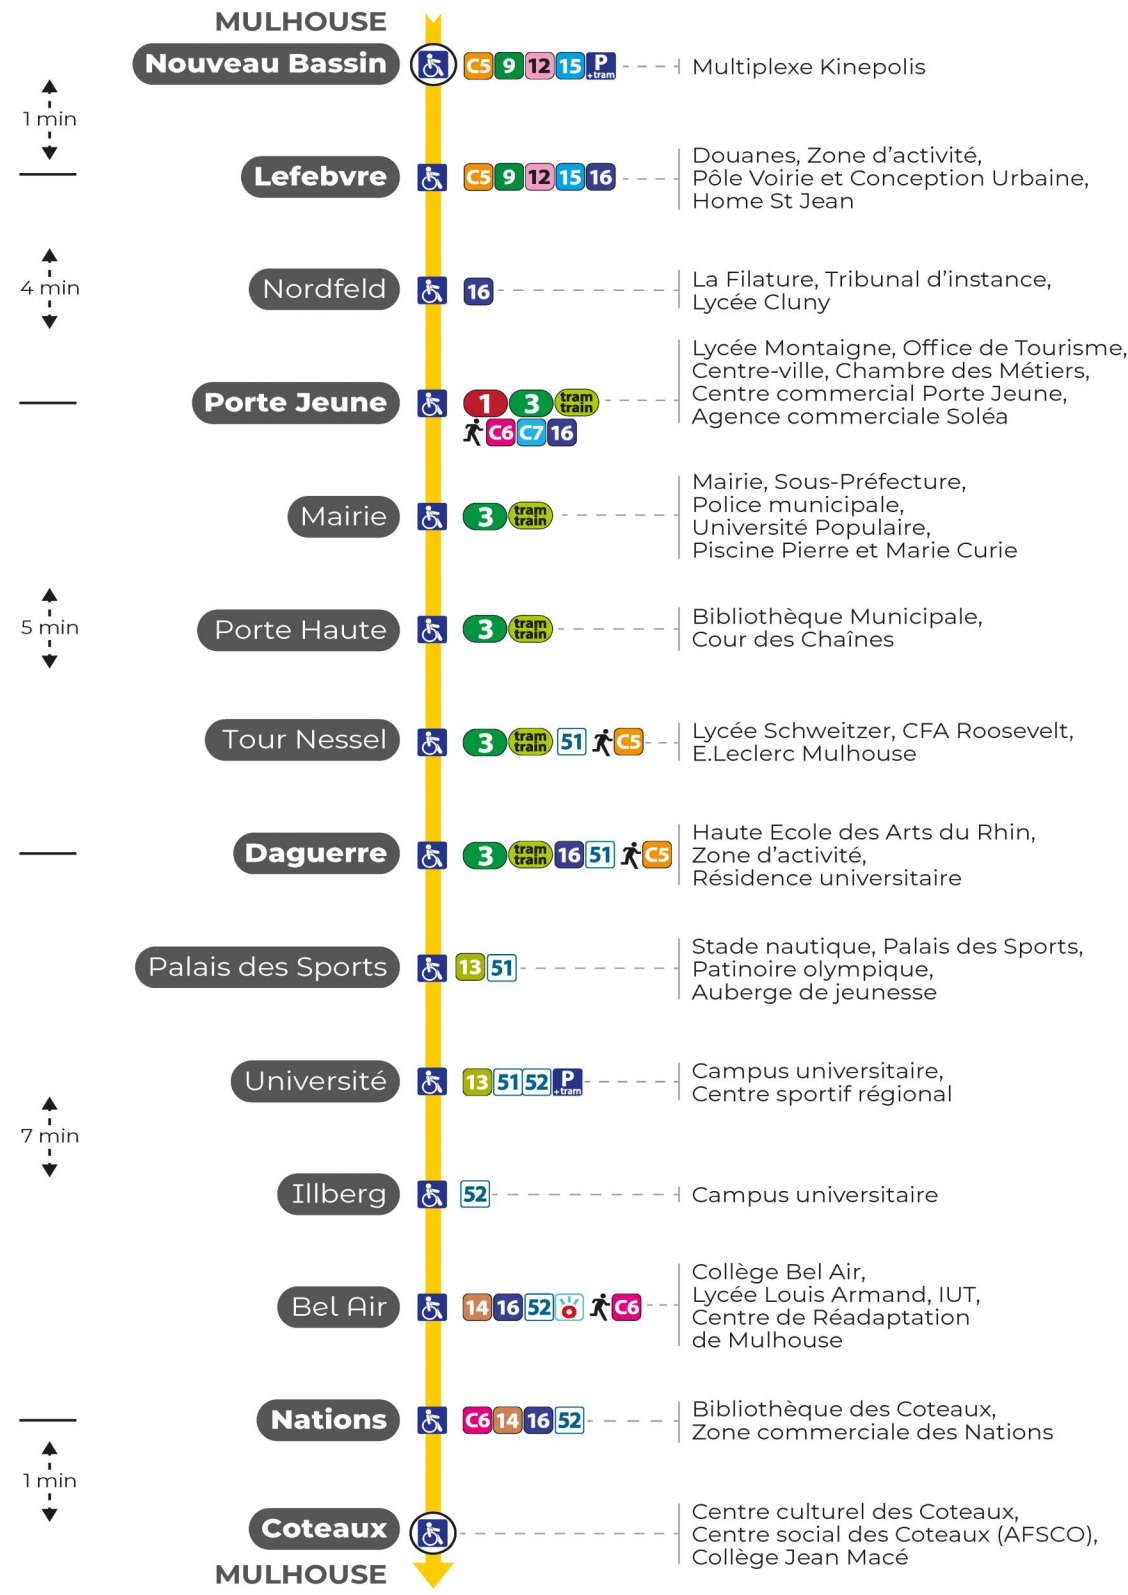 MULHOUSE
Nouveau Bassin
C5 9 12 15 P
+tram
Multiplexe Kinepolis
1 min
Lefebvre
C5 9 12 15 16
Douanes, Zone d’activité,
Pôle Voirie et Conception Urbaine,
Home St Jean
4 min
Nordfeld
16
La Filature, Tribunal d’instance,
Lycée Cluny
Porte Jeune
1 3 tram
train
C6 C7 16
Lycée Montaigne, Office de Tourisme,
Centre-ville, Chambre des Métiers,
Centre commercial Porte Jeune,
Agence commerciale Soléa
Mairie
3 tram
train
Mairie, Sous-Préfecture,
Police municipale,
Université Populaire,
Piscine Pierre et Marie Curie
5 min
Porte Haute
3 tram
train
Bibliothèque Municipale,
Cour des Chaînes
Tour Nessel
3 tram
train
51 C5
Lycée Schweitzer, CFA Roosevelt,
E.Leclerc Mulhouse
Daguerre
3 tram
train
16 51 C5
Haute Ecole des Arts du Rhin,
Zone d’activité,
Résidence universitaire
Palais des Sports
13 51
Stade nautique, Palais des Sports,
Patinoire olympique,
Auberge de jeunesse
Université
13 51 52 P
+tram
Campus universitaire,
Centre sportif régional
7 min
Illberg
52
Campus universitaire
Bel Air
14 16 52 C6
Collège Bel Air,
Lycée Louis Armand, IUT,
Centre de Réadaptation
de Mulhouse
Nations
C6 14 16 52
Bibliothèque des Coteaux,
Zone commerciale des Nations
1 min
Coteaux
Centre culturel des Coteaux,
Centre social des Coteaux (AFSCO),
Collège Jean Macé
MULHOUSE